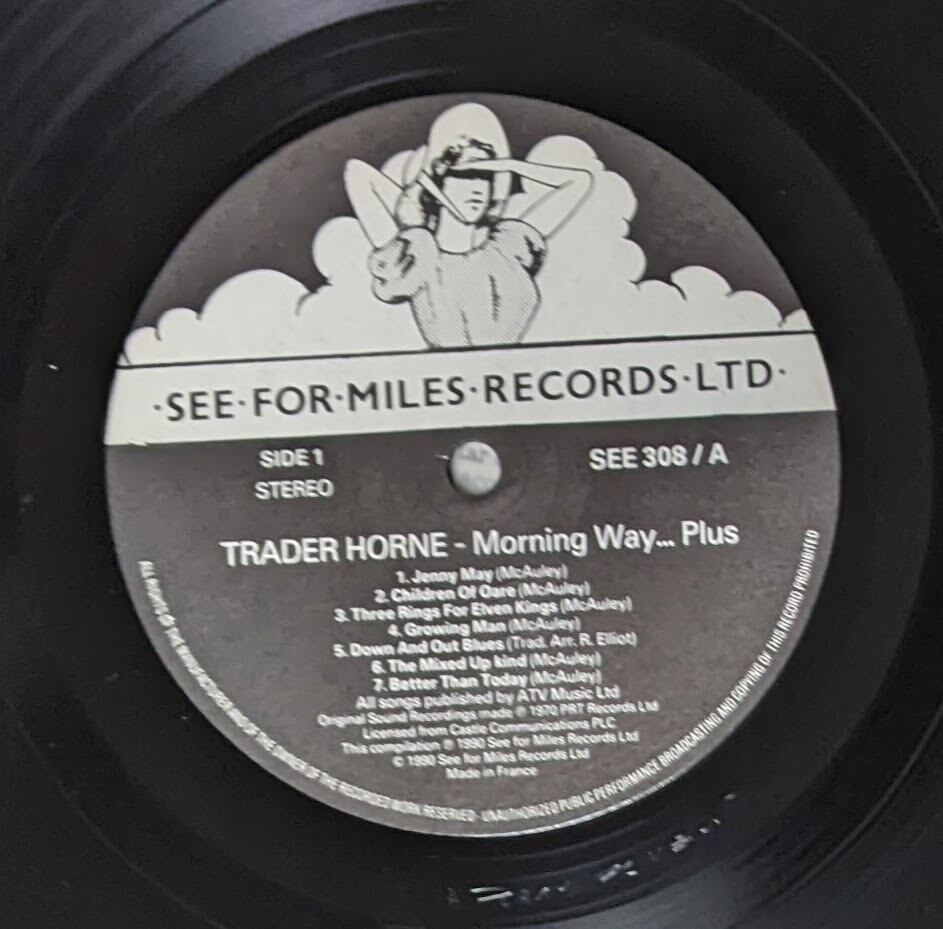 ·SEE·FOR·MILES·RECORDS·LTD·
SIDE 1
STEREO
SEE 308 / A
TRADER HORNE - Morning Way... Plus
1. Jenny May (McAuley)
2. Children Of Oare (McAuley)
3. Three Rings For Elven Kings (McAuley)
4. Growing Man (McAuley)
5. Down And Out Blues (Trad. Arr. R. Elliot)
6. The Mixed Up kind (McAuley)
7. Better Than Today (McAuley)
All songs published by ATV Music Ltd
Original Sound Recordings made ℗ 1970 PRT Records Ltd
Licensed from Castle Communications PLC
This compilation ℗ 1990 See for Miles Records Ltd
© 1990 See for Miles Records Ltd
Made in France
ALL RIGHTS OF THE PRODUCER AND OF THE OWNER OF THE RECORDED WORK RESERVED · UNAUTHORIZED PUBLIC PERFORMANCE BROADCASTING AND COPYING OF THIS RECORD PROHIBITED